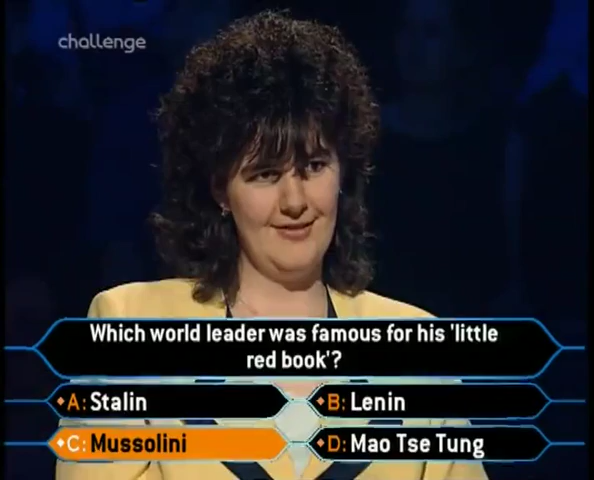 challenge
Which world leader was famous for his 'little
red book'?
A: Stalin
B: Lenin
C: Mussolini
D: Mao Tse Tung